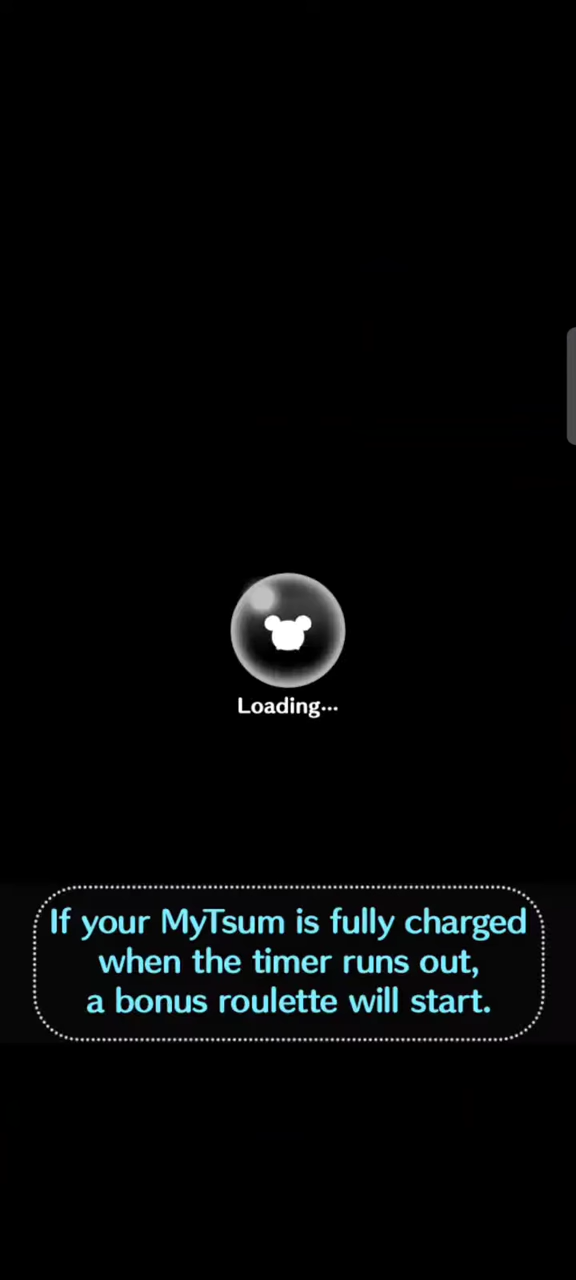 Loading…
If your MyTsum is fully charged
when the timer runs out,
a bonus roulette will start.